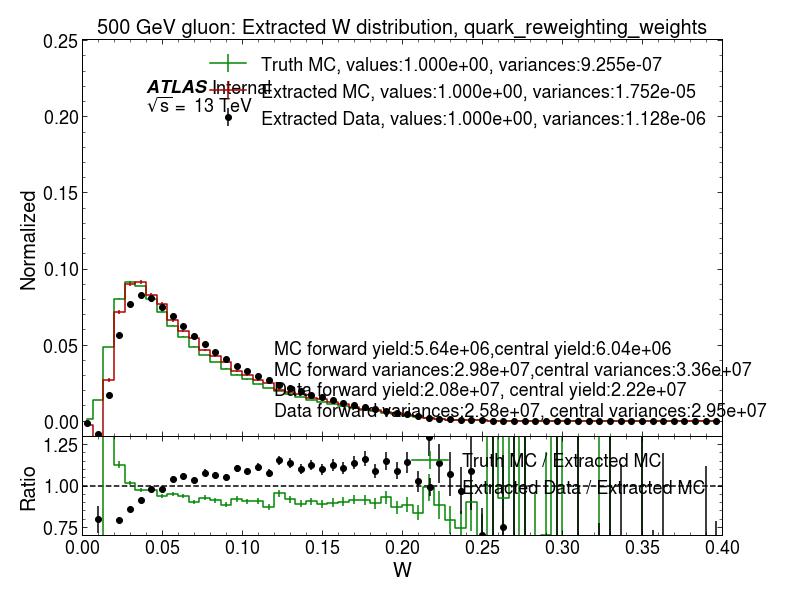 500 GeV gluon: Extracted W distribution, quark_reweighting_weights
0.25
0.20
0.15
0.10
0.05
0.00
Normalized
Truth MC, values:1.000e+00, variances:9.255e-07
ATLAS Internal
Extracted MC, values:1.000e+00, variances:1.752e-05
√s = 13 TeV
Extracted Data, values:1.000e+00, variances:1.128e-06
MC forward yield:5.64e+06,central yield:6.04e+06
MC forward variances:2.98e+07,central variances:3.36e+07
Data forward yield:2.08e+07, central yield:2.22e+07
Data forward variances:2.58e+07, central variances:2.95e+07
1.25
1.00
0.75
Ratio
Truth MC / Extracted MC
Extracted Data / Extracted MC
0.00 0.05 0.10 0.15 0.20 0.25 0.30 0.35 0.40
W